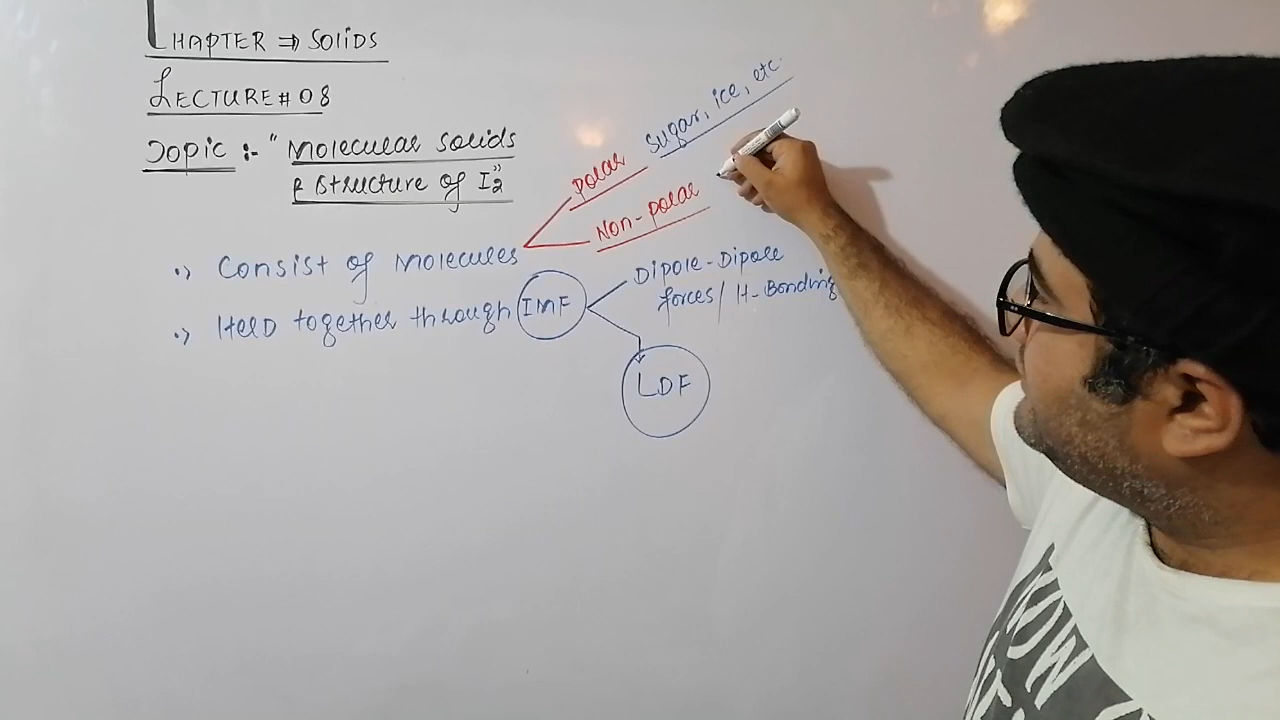 CHAPTER ⇒ SOLIDS
LECTURE # 08
Topic :- "Molecular solids
& Structure of I₂"
Polar Sugar, ice, etc.
Non-polar
·) Consist of Molecules
·) Held together through IMF
Dipole-Dipole
forces/ H-Bonding
LDF
NOW